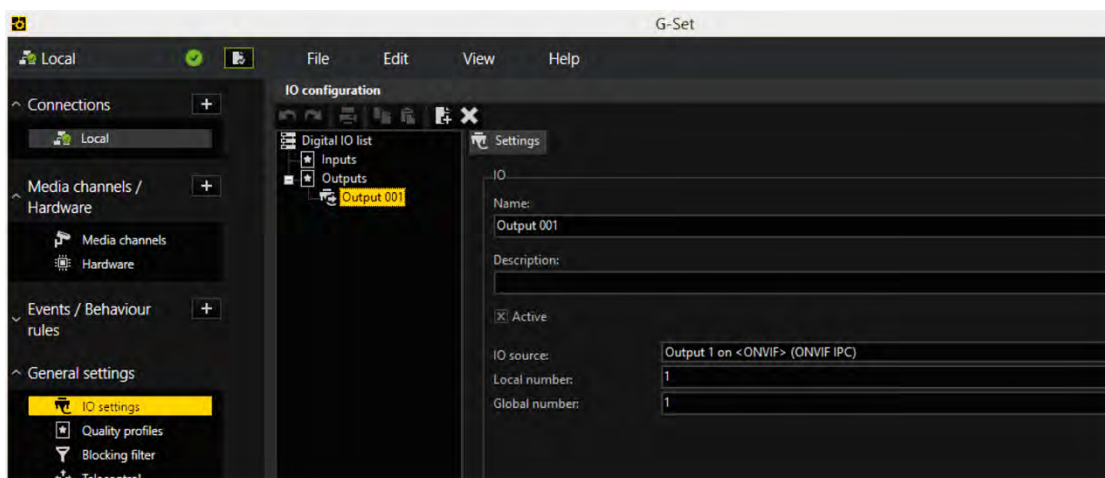 G-Set
Local
File Edit View Help
IO configuration
Connections
+
Local
Digital IO list
Inputs
Outputs
Output 001
Settings
IO
Name:
Output 001
Description:
Active
IO source: Output 1 on <ONVIF> (ONVIF IPC)
Local number: 1
Global number: 1
Media channels /
Hardware
+
Media channels
Hardware
Events / Behaviour
rules
+
General settings
IO settings
Quality profiles
Blocking filter
Telecontrol